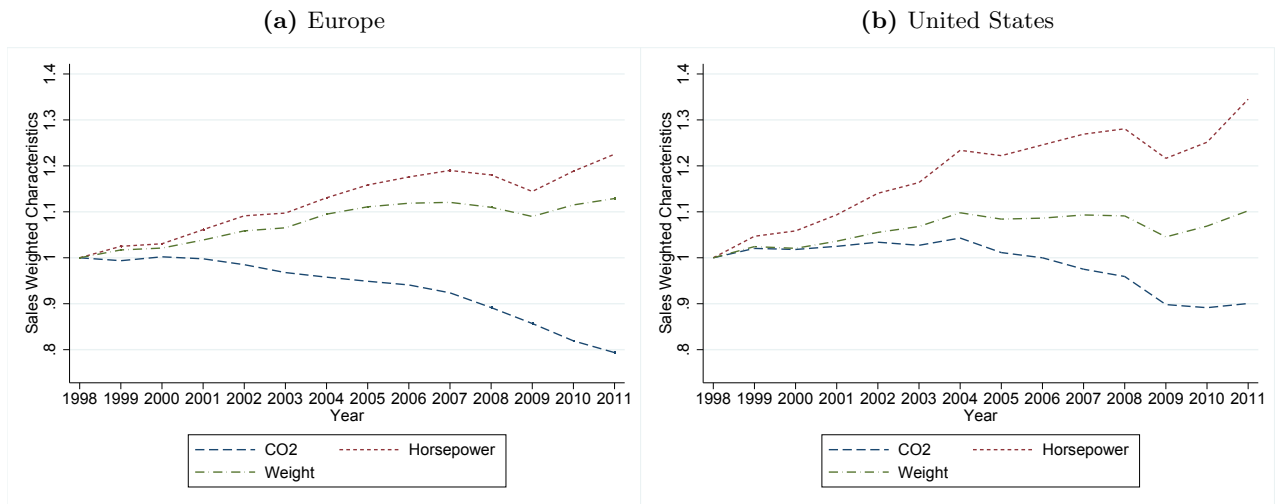 (a) Europe
Sales Weighted Characteristics
1.4
1.3
1.2
1.1
1
.9
.8
1998 1999 2000 2001 2002 2003 2004 2005 2006 2007 2008 2009 2010 2011
Year
CO2 Horsepower
Weight
(b) United States
Sales Weighted Characteristics
1.4
1.3
1.2
1.1
1
.9
.8
1998 1999 2000 2001 2002 2003 2004 2005 2006 2007 2008 2009 2010 2011
Year
CO2 Horsepower
Weight